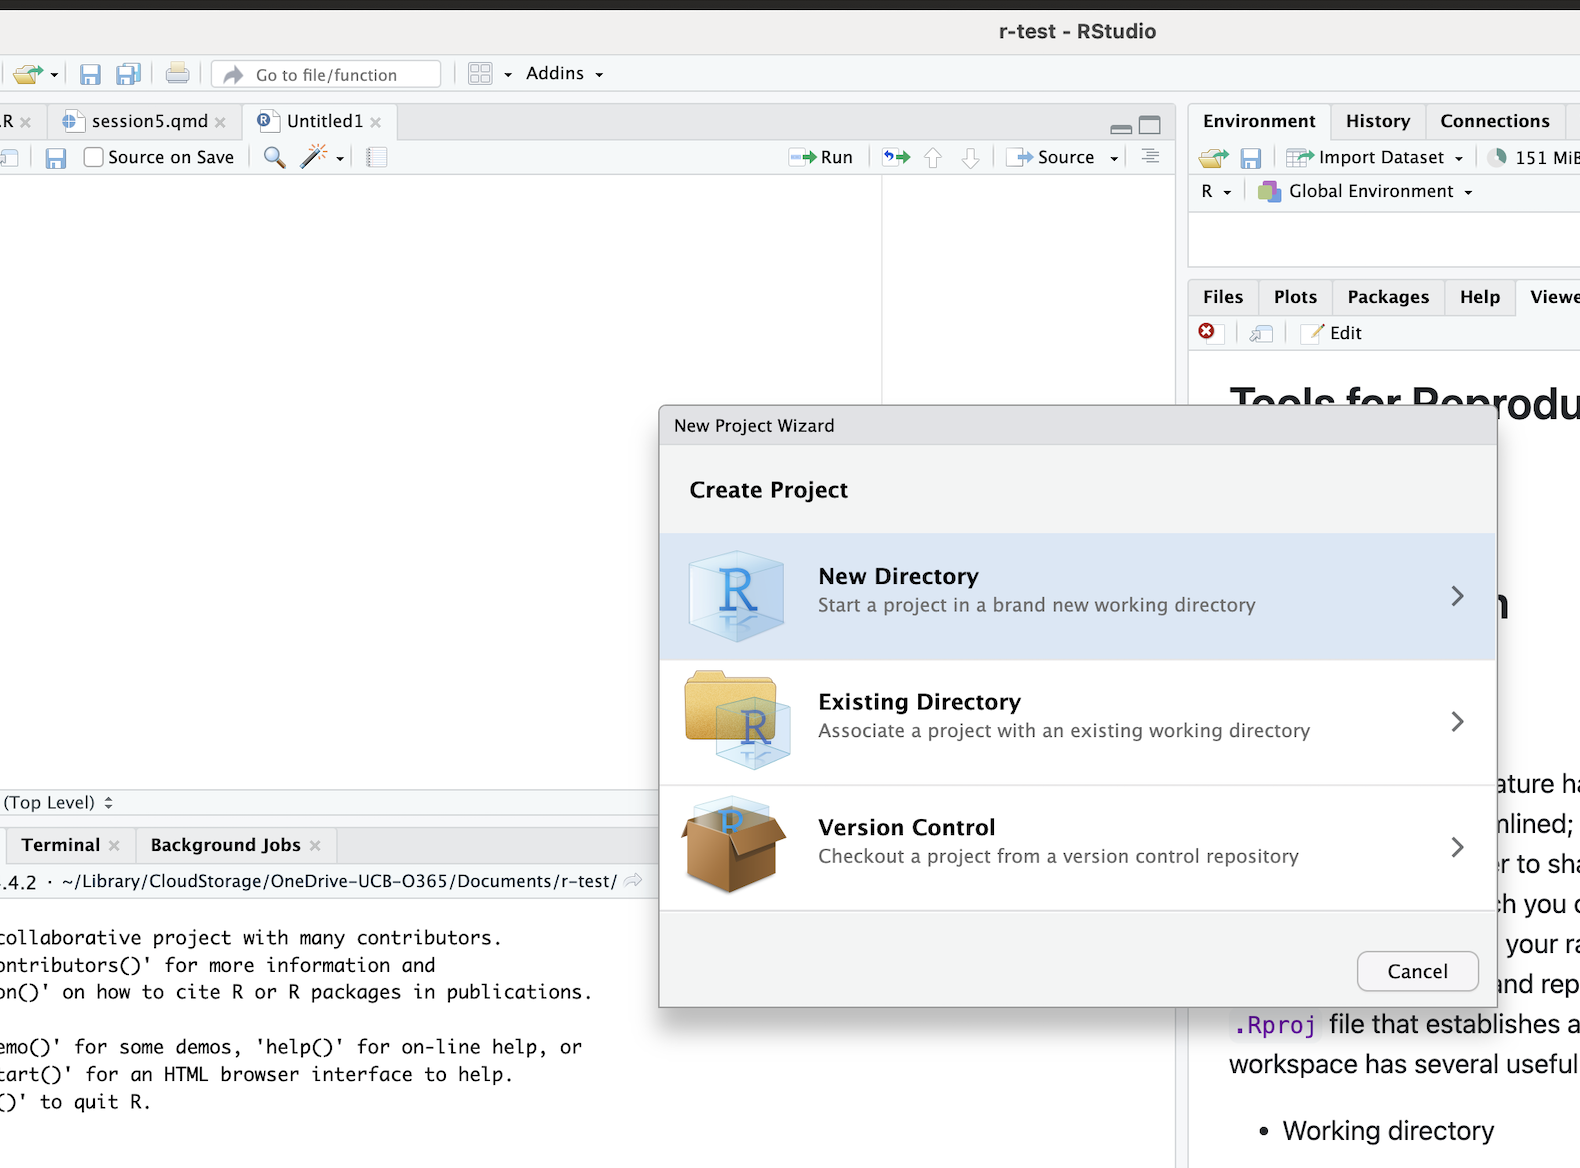 r-test - RStudio
Go to file/function
Addins
.R
session5.qmd
Untitled1
Source on Save
Run
Source
(Top Level)
Terminal
Background Jobs
.4.2 · ~/Library/CloudStorage/OneDrive-UCB-O365/Documents/r-test/
collaborative project with many contributors.
ontributors()' for more information and
on()' on how to cite R or R packages in publications.
emo()' for some demos, 'help()' for on-line help, or
tart()' for an HTML browser interface to help.
()' to quit R.
Environment
History
Connections
Import Dataset
151 MiB
R
Global Environment
Files
Plots
Packages
Help
Viewe
Edit
Tools for Reprodu
New Project Wizard
Create Project
New Directory
Start a project in a brand new working directory
Existing Directory
Associate a project with an existing working directory
Version Control
Checkout a project from a version control repository
Cancel
n
ature ha
nlined;
r to sha
ch you c
your ra
and rep
.Rproj file that establishes a
workspace has several useful
• Working directory